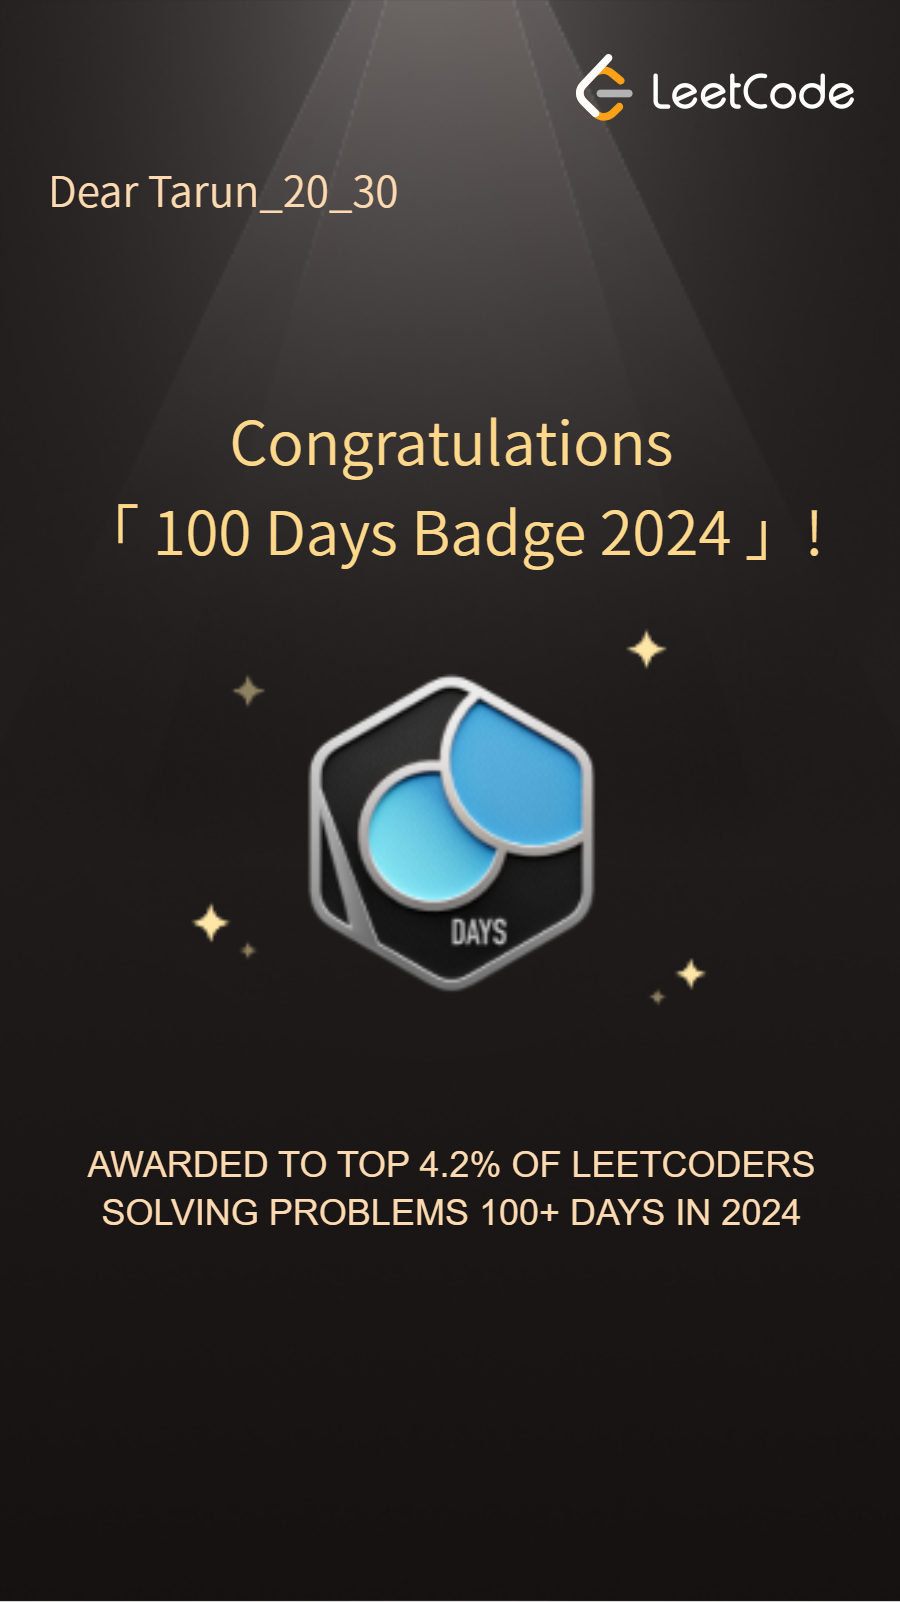 LeetCode
Dear Tarun_20_30
Congratulations
「 100 Days Badge 2024 」!
DAYS
AWARDED TO TOP 4.2% OF LEETCODERS
SOLVING PROBLEMS 100+ DAYS IN 2024